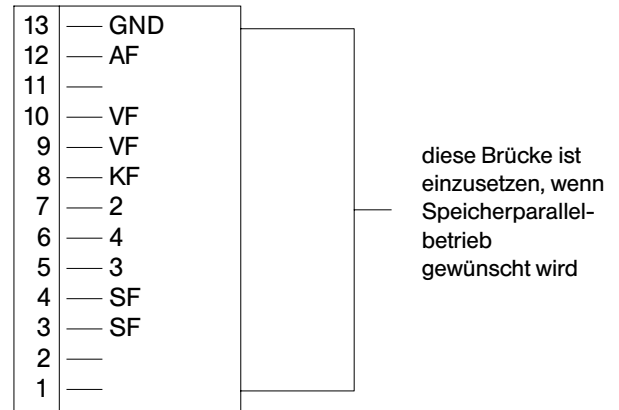 13 GND
12 AF
11
10 VF
9 VF
8 KF
7 2
6 4
5 3
4 SF
3 SF
2
1
diese Brücke ist
einzusetzen, wenn
Speicherparallel-
betrieb
gewünscht wird